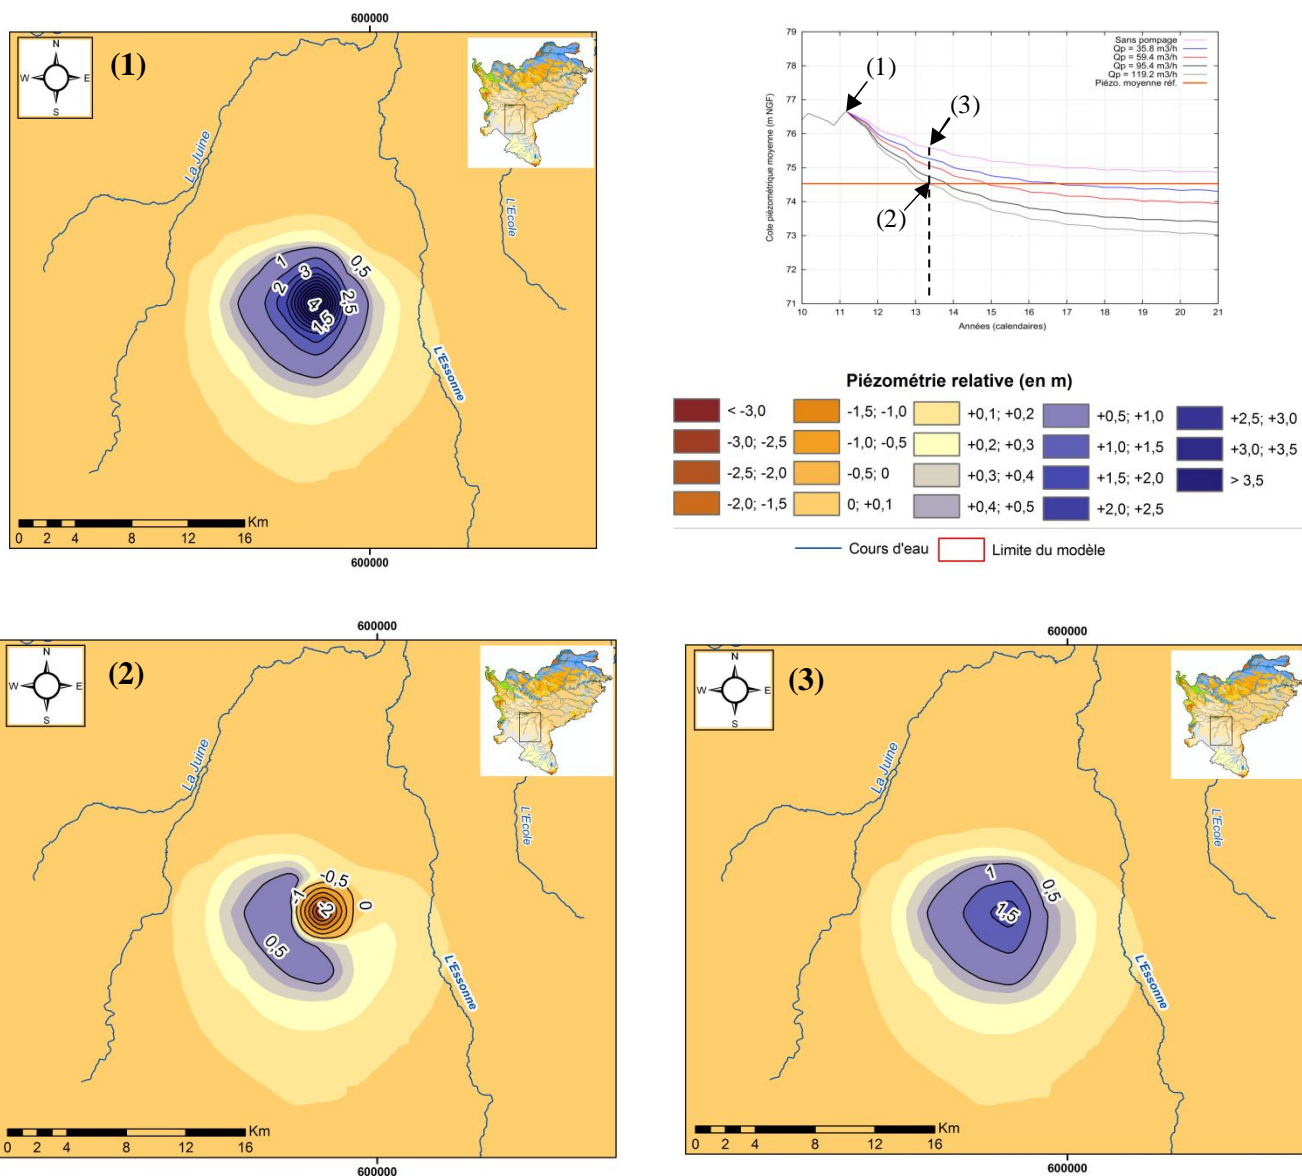 600000
N
W E
S
(1)
La Juine
L'Ecole
L'Essonne
1
3
0,5
2
4
2,5
1,5
Km
0 2 4 8 12 16
600000
79
78
77
76
75
74
73
72
71
10 11 12 13 14 15 16 17 18 19 20 21
Cote piézométrique moyenne (m NGF)
Années (calendaires)
Sans pompage
Qp = 35.8 m3/h
Qp = 59.4 m3/h
Qp = 95.4 m3/h
Qp = 119.2 m3/h
Piézo. moyenne réf.
(1)
(3)
(2)
Piézométrie relative (en m)
< -3,0
-3,0; -2,5
-2,5; -2,0
-2,0; -1,5
-1,5; -1,0
-1,0; -0,5
-0,5; 0
0; +0,1
+0,1; +0,2
+0,2; +0,3
+0,3; +0,4
+0,4; +0,5
+0,5; +1,0
+1,0; +1,5
+1,5; +2,0
+2,0; +2,5
+2,5; +3,0
+3,0; +3,5
> 3,5
Cours d'eau
Limite du modèle
600000
N
W E
S
(2)
La Juine
L'Ecole
L'Essonne
-0,5
-1
-2
0
0,5
Km
0 2 4 8 12 16
600000
600000
N
W E
S
(3)
La Juine
L'Ecole
L'Essonne
1
0,5
1,5
Km
0 2 4 8 12 16
600000